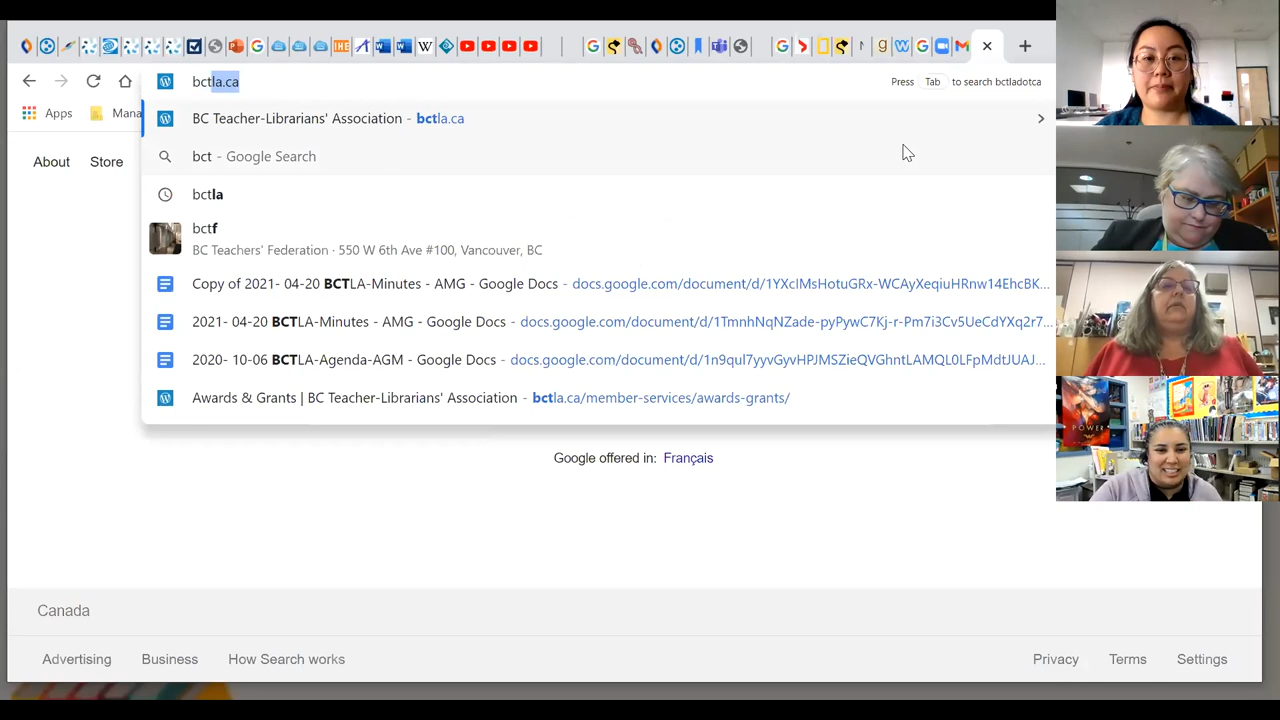 bctla.ca
Press Tab to search bctladotca
BC Teacher-Librarians' Association - bctla.ca
Apps
Mana
bct - Google Search
About Store
bctla
bctf
BC Teachers' Federation · 550 W 6th Ave #100, Vancouver, BC
Copy of 2021- 04-20 BCTLA-Minutes - AMG - Google Docs - docs.google.com/document/d/1YXcIMsHotuGRx-WCAyXeqiuHRnw14EhcBK...
2021- 04-20 BCTLA-Minutes - AMG - Google Docs - docs.google.com/document/d/1TmnhNqNZade-pyPywC7Kj-r-Pm7i3Cv5UeCdYXq2r7...
2020- 10-06 BCTLA-Agenda-AGM - Google Docs - docs.google.com/document/d/1n9qul7yyvGyvHPJMSZieQVGhntLAMQL0LFpMdtJUAJ...
Awards & Grants | BC Teacher-Librarians' Association - bctla.ca/member-services/awards-grants/
POWER
Google offered in: Français
Canada
Advertising Business How Search works
Privacy Terms Settings